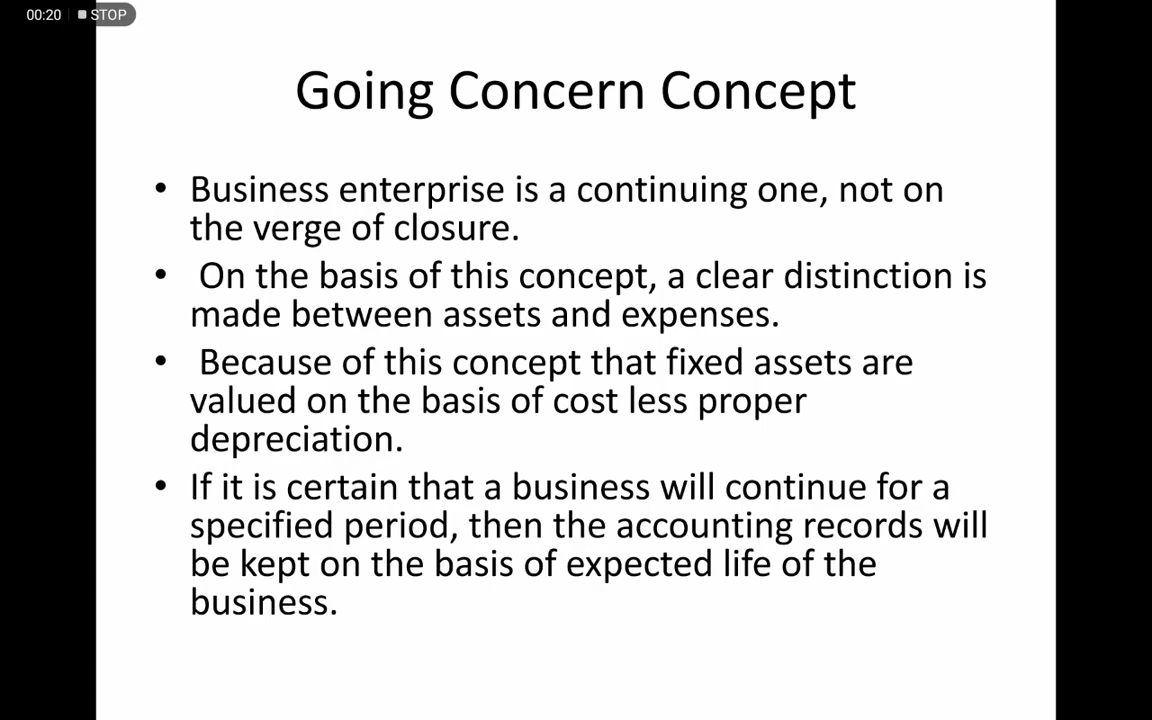 00:20 STOP
Going Concern Concept
• Business enterprise is a continuing one, not on
the verge of closure.
• On the basis of this concept, a clear distinction is
made between assets and expenses.
• Because of this concept that fixed assets are
valued on the basis of cost less proper
depreciation.
• If it is certain that a business will continue for a
specified period, then the accounting records will
be kept on the basis of expected life of the
business.